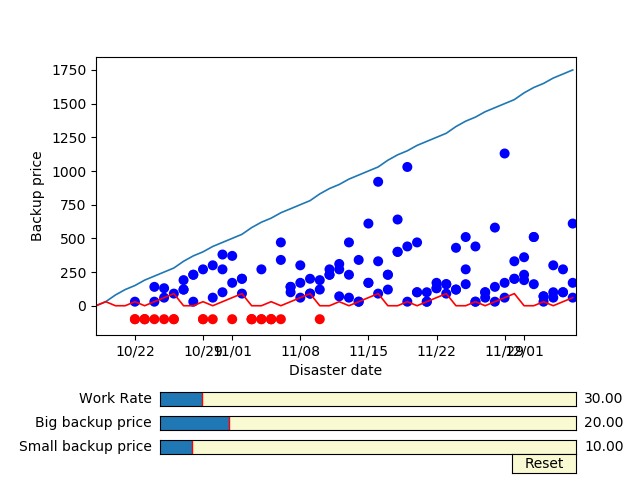 1750
1500
1250
1000
750
500
250
0
Backup price
10/22
10/29
11/01
11/08
11/15
11/22
11/29
12/01
Disaster date
Work Rate 30.00
Big backup price 20.00
Small backup price 10.00
Reset